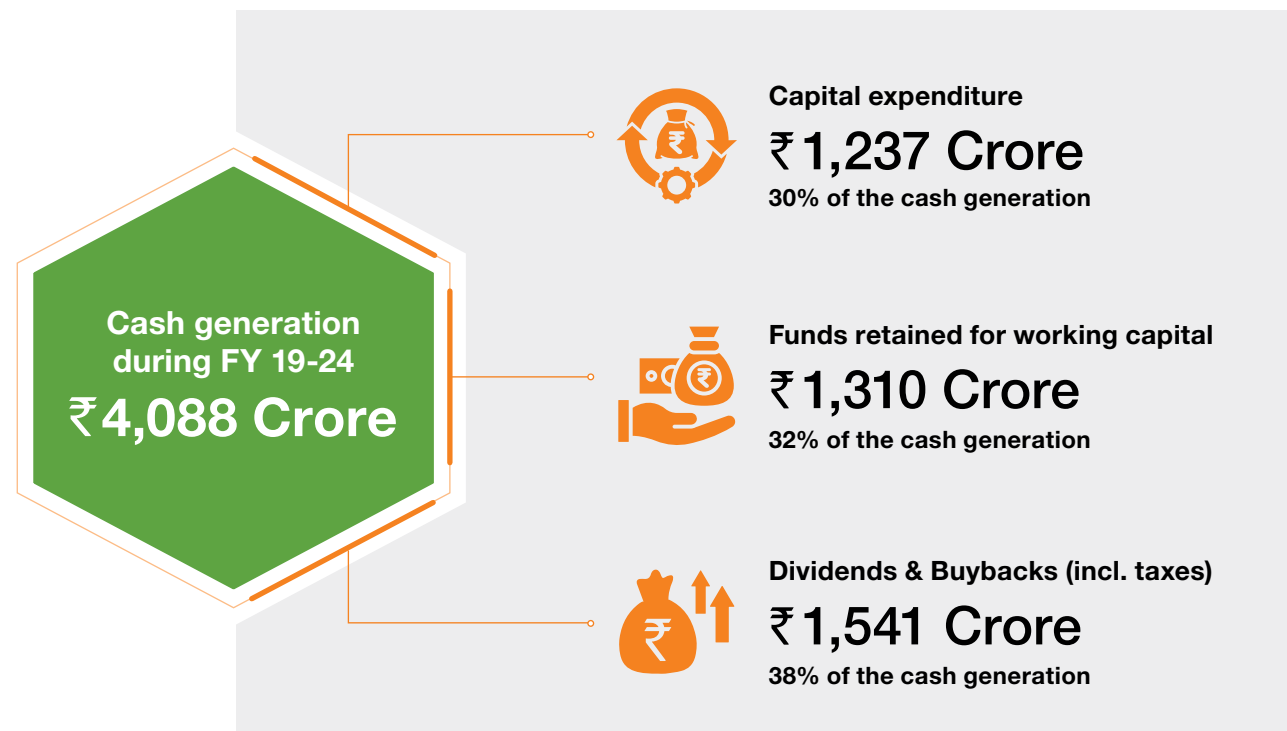 Cash generation
during FY 19-24
₹4,088 Crore
Capital expenditure
₹1,237 Crore
30% of the cash generation
Funds retained for working capital
₹1,310 Crore
32% of the cash generation
Dividends & Buybacks (incl. taxes)
₹1,541 Crore
38% of the cash generation